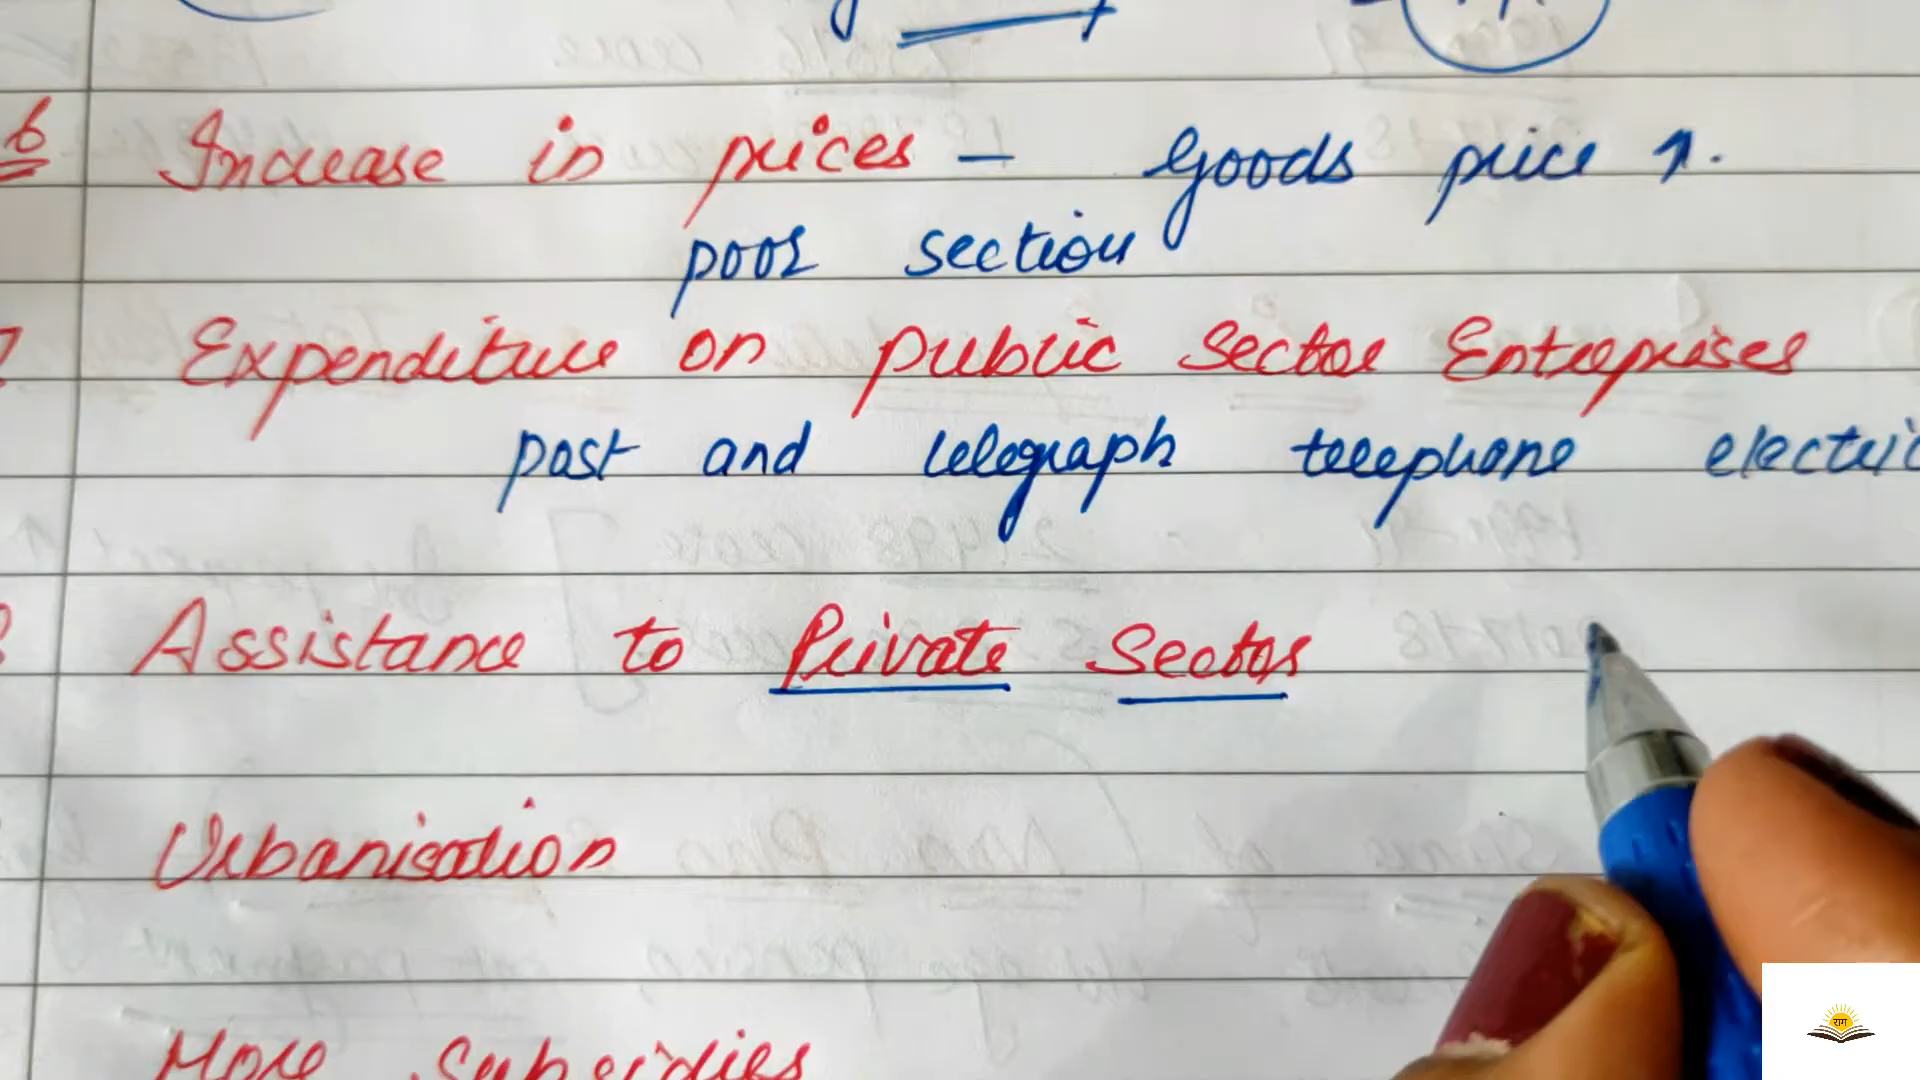 6 Increase in prices – Goods price ↑.
poor section
7 Expenditure on public Sector Enterprises
post and telegraph telephone electric
Assistance to Private Sector
Urbanisation
More Subsidies
राग